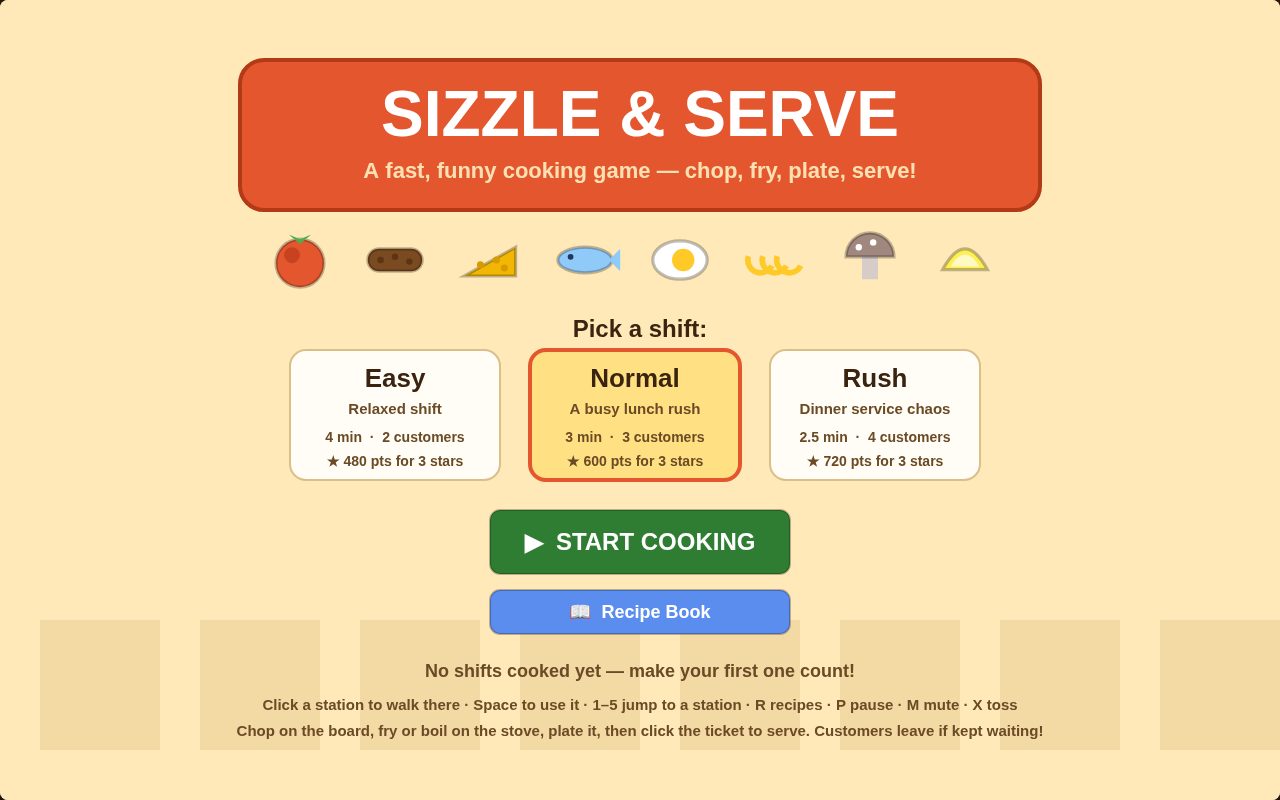 SIZZLE & SERVE
A fast, funny cooking game — chop, fry, plate, serve!
Pick a shift:
Easy
Relaxed shift
4 min · 2 customers
★ 480 pts for 3 stars
Normal
A busy lunch rush
3 min · 3 customers
★ 600 pts for 3 stars
Rush
Dinner service chaos
2.5 min · 4 customers
★ 720 pts for 3 stars
▶ START COOKING
📖 Recipe Book
No shifts cooked yet — make your first one count!
Click a station to walk there · Space to use it · 1–5 jump to a station · R recipes · P pause · M mute · X toss
Chop on the board, fry or boil on the stove, plate it, then click the ticket to serve. Customers leave if kept waiting!